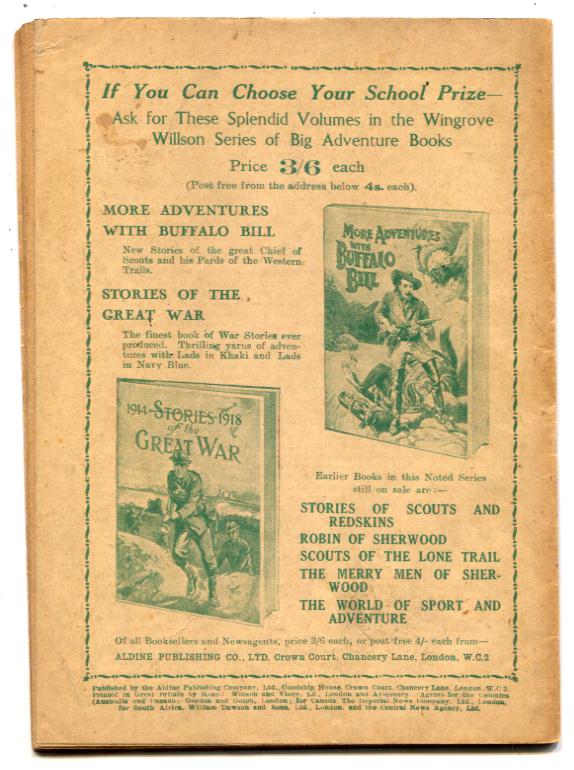 If You Can Choose Your School Prize—
Ask for These Splendid Volumes in the Wingrove
Willson Series of Big Adventure Books
Price 3/6 each
(Post free from the address below 4s. each).
MORE ADVENTURES
WITH BUFFALO BILL
New Stories of the great Chief of
Scouts and his Pards of the Western
Trails.
STORIES OF THE
GREAT WAR
The finest book of War Stories ever
produced. Thrilling yarns of adven-
tures with Lads in Khaki and Lads
in Navy Blue.
MORE ADVENTURES
WITH
BUFFALO
BILL
1914-STORIES-1918
of the
GREAT WAR
Earlier Books in this Noted Series
still on sale are:—
STORIES OF SCOUTS AND
REDSKINS
ROBIN OF SHERWOOD
SCOUTS OF THE LONE TRAIL
THE MERRY MEN OF SHER-
WOOD
THE WORLD OF SPORT AND
ADVENTURE
Of all Booksellers and Newsagents, price 3/6 each, or post free 4/- each from—
ALDINE PUBLISHING CO., LTD. Crown Court, Chancery Lane, London, W.C.2
Published by the Aldine Publishing Company, Ltd., Goodship House, Crown Court, Chancery Lane, London, W.C.2.
Printed in Great Britain by Hazell Watson and Viney, Ld., London and Aylesbury. Agents for the Colonies
(Australia and Canada: Gordon and Gotch, London; for Canada The Imperial News Company, Ltd., London,
for South Africa, William Dawson and Sons, Ltd., London, and the Central News Agency, Ltd.